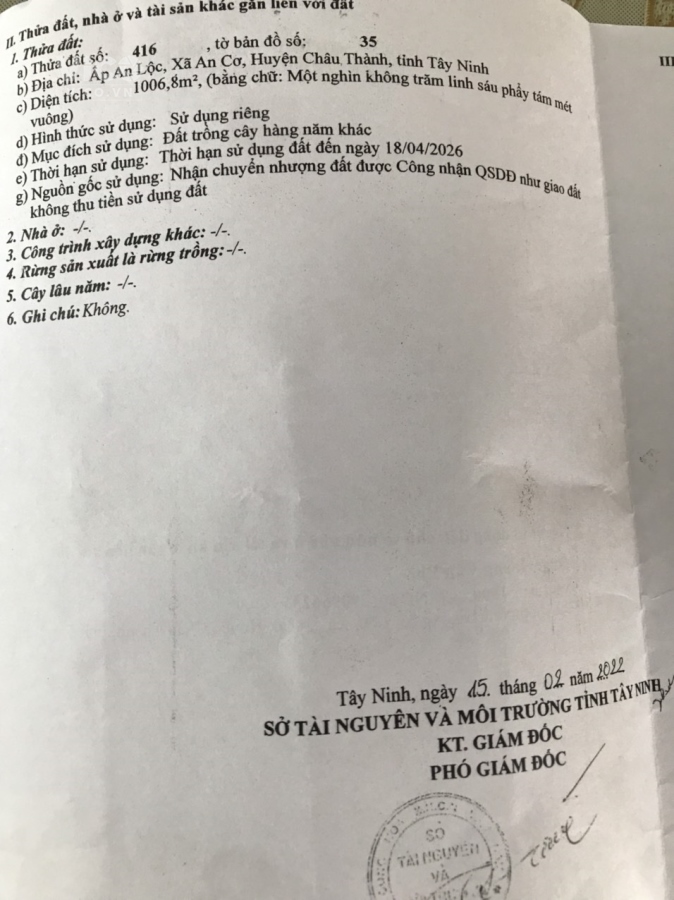 II. Thửa đất, nhà ở và tài sản khác gắn liền với đất
III
1. Thửa đất:
a) Thửa đất số: 416 , tờ bản đồ số: 35
b) Địa chỉ: Ấp An Lộc, Xã An Cơ, Huyện Châu Thành, tỉnh Tây Ninh
c) Diện tích: 1006,8m², (bằng chữ: Một nghìn không trăm linh sáu phẩy tám mét
vuông)
d) Hình thức sử dụng: Sử dụng riêng
đ) Mục đích sử dụng: Đất trồng cây hàng năm khác
e) Thời hạn sử dụng: Thời hạn sử dụng đất đến ngày 18/04/2026
g) Nguồn gốc sử dụng: Nhận chuyển nhượng đất được Công nhận QSDĐ như giao đất
không thu tiền sử dụng đất
2. Nhà ở: -/-.
3. Công trình xây dựng khác: -/-.
4. Rừng sản xuất là rừng trồng: -/-.
5. Cây lâu năm: -/-.
6. Ghi chú: Không.
Tây Ninh, ngày 15. tháng 02 năm 2022
SỞ TÀI NGUYÊN VÀ MÔI TRƯỜNG TỈNH TÂY NINH
KT. GIÁM ĐỐC
PHÓ GIÁM ĐỐC
SỞ
TÀI NGUYÊN
VÀ